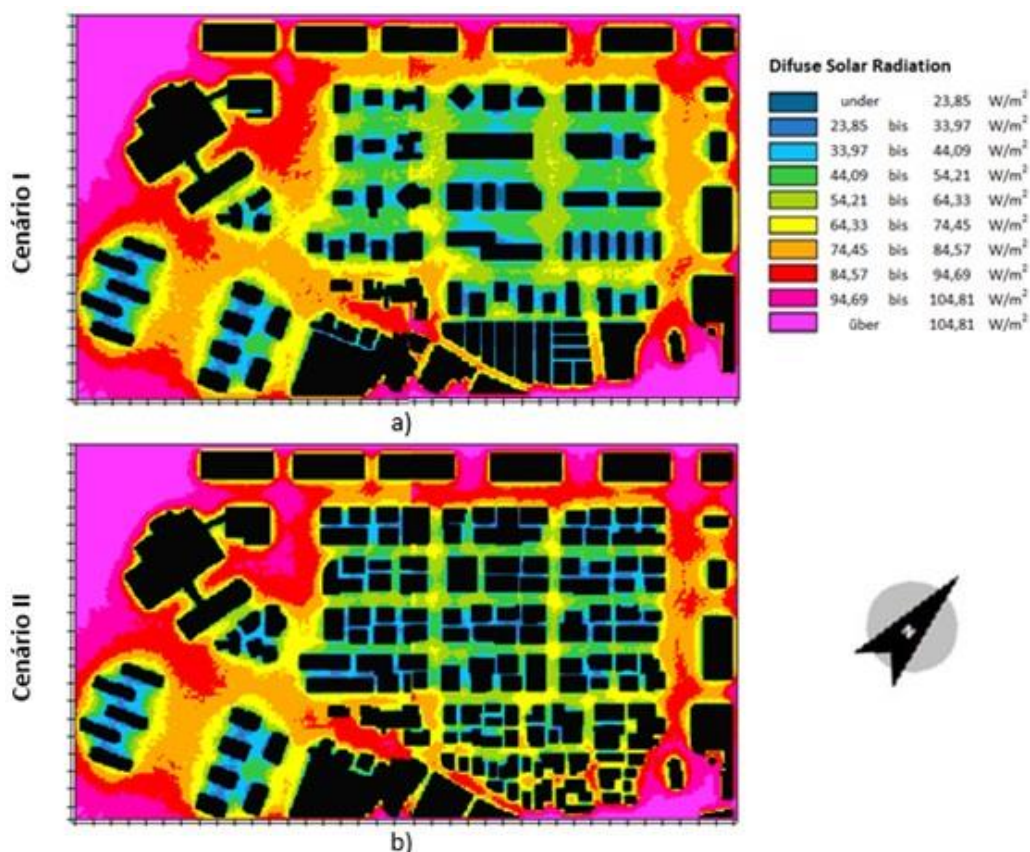 Cenário I
Difuse Solar Radiation
under 23,85 W/m²
23,85 bis 33,97 W/m²
33,97 bis 44,09 W/m²
44,09 bis 54,21 W/m²
54,21 bis 64,33 W/m²
64,33 bis 74,45 W/m²
74,45 bis 84,57 W/m²
84,57 bis 94,69 W/m²
94,69 bis 104,81 W/m²
über 104,81 W/m²
a)
Cenário II
N
b)